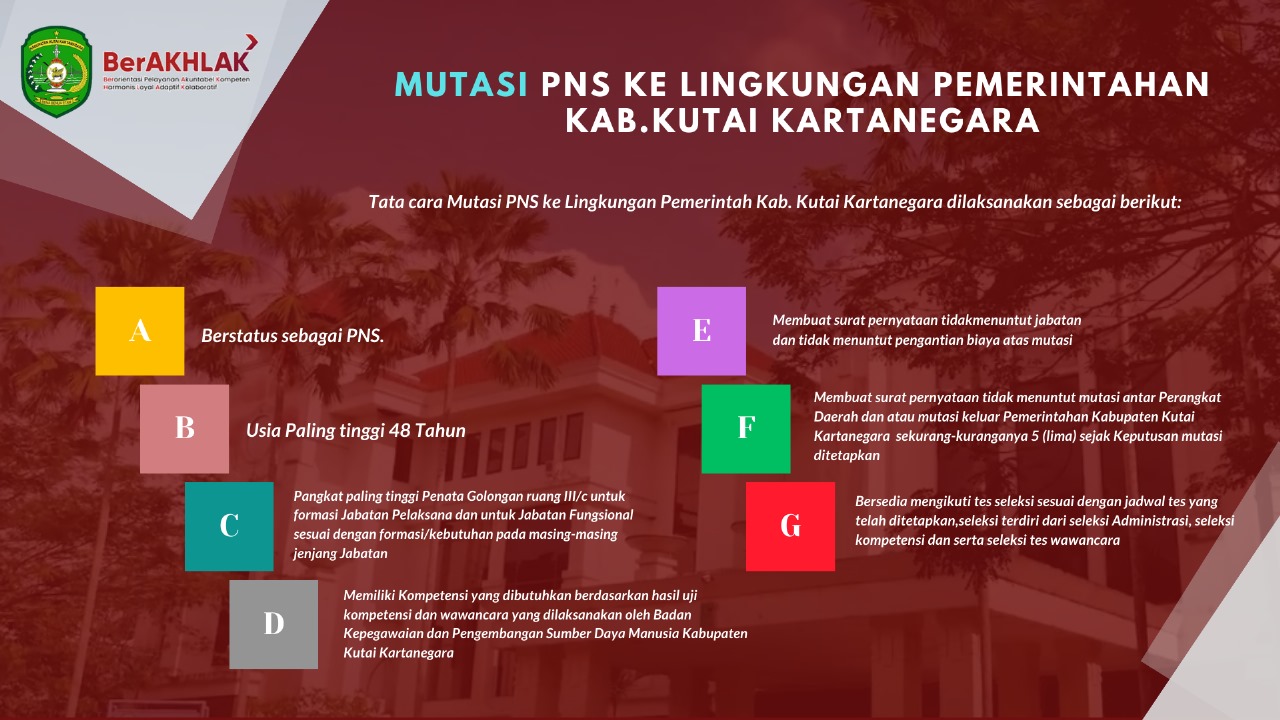 BerAKHLAK
Berorientasi Pelayanan Akuntabel Kompeten
Harmonis Loyal Adaptif Kolaboratif
MUTASI PNS KE LINGKUNGAN PEMERINTAHAN
KAB.KUTAI KARTANEGARA
Tata cara Mutasi PNS ke Lingkungan Pemerintah Kab. Kutai Kartanegara dilaksanakan sebagai berikut:
A
Berstatus sebagai PNS.
B
Usia Paling tinggi 48 Tahun
C
Pangkat paling tinggi Penata Golongan ruang III/c untuk
formasi Jabatan Pelaksana dan untuk Jabatan Fungsional
sesuai dengan formasi/kebutuhan pada masing-masing
jenjang Jabatan
D
Memiliki Kompetensi yang dibutuhkan berdasarkan hasil uji
kompetensi dan wawancara yang dilaksanakan oleh Badan
Kepegawaian dan Pengembangan Sumber Daya Manusia Kabupaten
Kutai Kartanegara
E
Membuat surat pernyataan tidakmenuntut jabatan
dan tidak menuntut pengantian biaya atas mutasi
F
Membuat surat pernyataan tidak menuntut mutasi antar Perangkat
Daerah dan atau mutasi keluar Pemerintahan Kabupaten Kutai
Kartanegara  sekurang-kuranganya 5 (lima) sejak Keputusan mutasi
ditetapkan
G
Bersedia mengikuti tes seleksi sesuai dengan jadwal tes yang
telah ditetapkan,seleksi terdiri dari seleksi Administrasi, seleksi
kompetensi dan serta seleksi tes wawancara